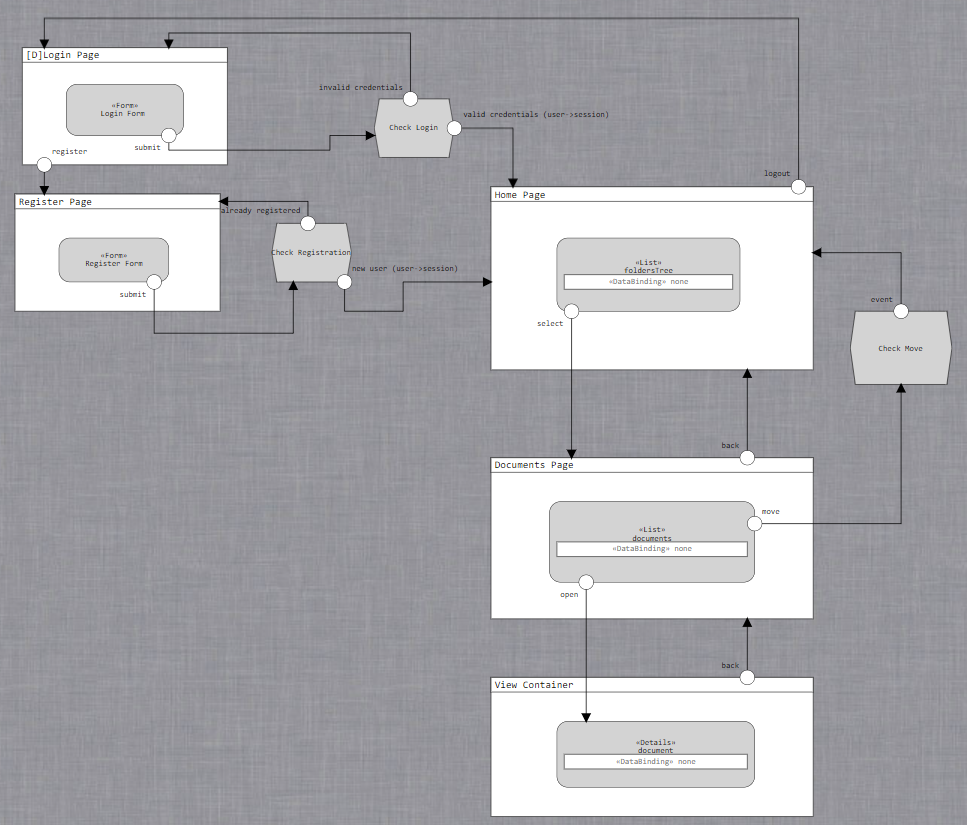 [D]Login Page
«Form»
Login Form
submit
register
invalid credentials
Check Login
valid credentials (user->session)
logout
Register Page
«Form»
Register Form
submit
already registered
Check Registration
new user (user->session)
Home Page
«List»
foldersTree
«DataBinding» none
select
event
Check Move
back
Documents Page
«List»
documents
«DataBinding» none
move
open
back
View Container
«Details»
document
«DataBinding» none